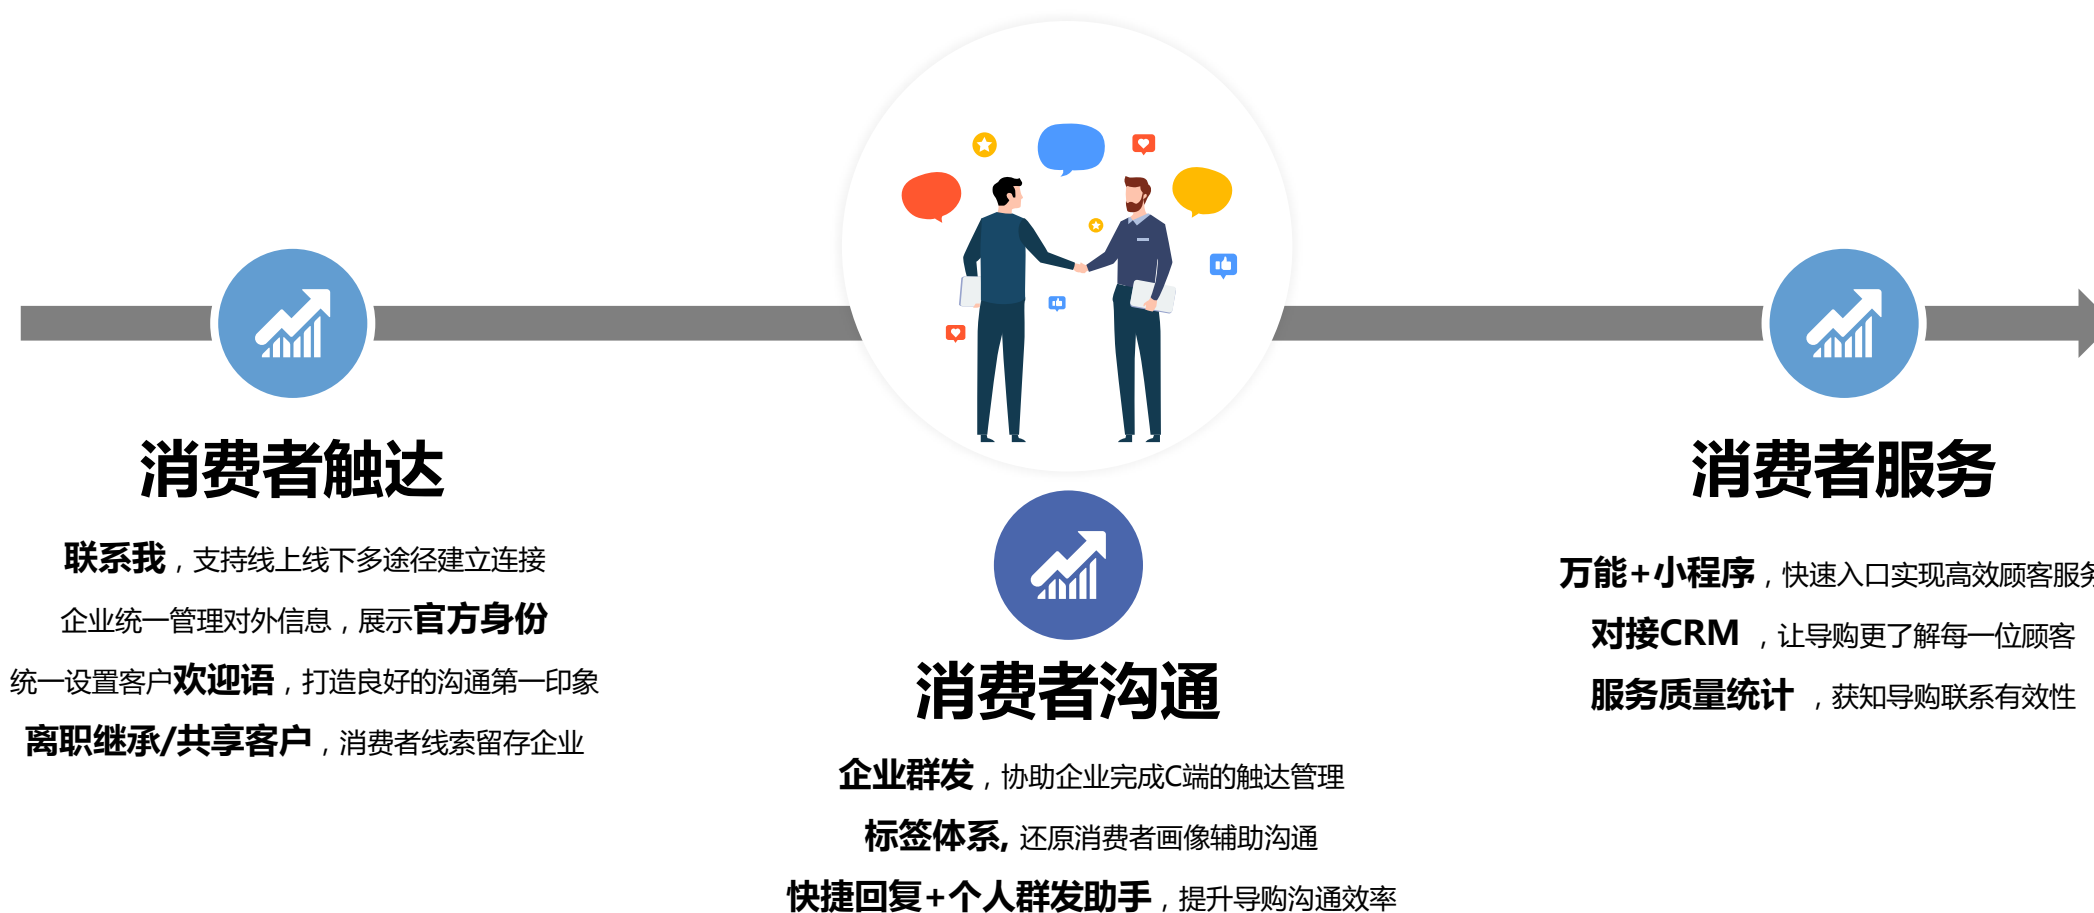 消费者触达
联系我，支持线上线下多途径建立连接
企业统一管理对外信息，展示官方身份
统一设置客户欢迎语，打造良好的沟通第一印象
离职继承/共享客户，消费者线索留存企业
消费者沟通
企业群发，协助企业完成C端的触达管理
标签体系, 还原消费者画像辅助沟通
快捷回复+个人群发助手，提升导购沟通效率
消费者服务
万能+小程序，快速入口实现高效顾客服务
对接CRM ，让导购更了解每一位顾客
服务质量统计 ，获知导购联系有效性